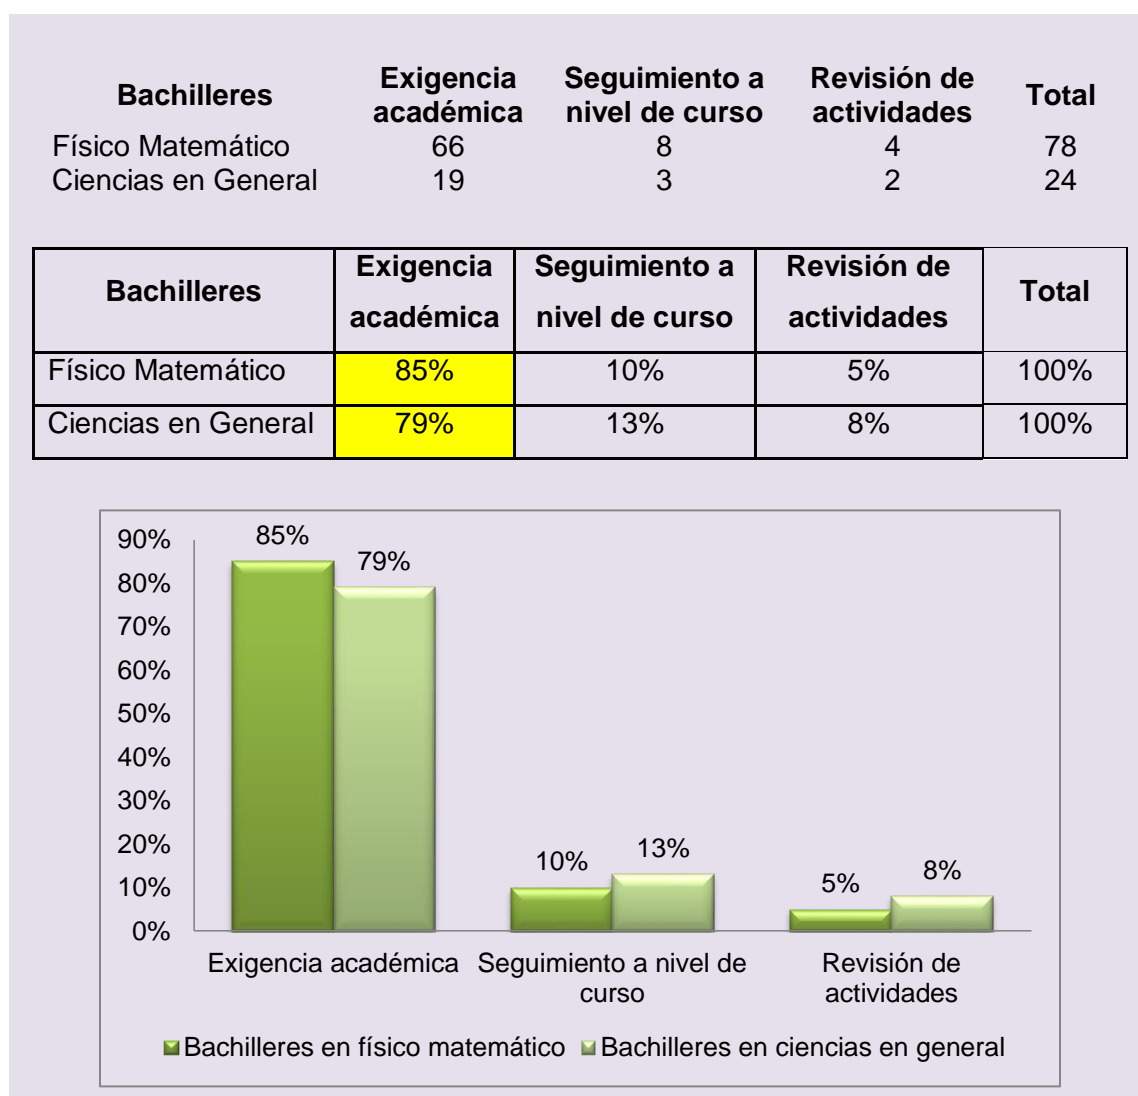 Bachilleres Exigencia académica Seguimiento a nivel de curso Revisión de actividades Total
Físico Matemático 66 8 4 78
Ciencias en General 19 3 2 24
Bachilleres Exigencia académica Seguimiento a nivel de curso Revisión de actividades Total
Físico Matemático 85% 10% 5% 100%
Ciencias en General 79% 13% 8% 100%
90%
80%
70%
60%
50%
40%
30%
20%
10%
0%
85%
79%
10%
13%
5%
8%
Exigencia académica
Seguimiento a nivel de
curso
Revisión de
actividades
Bachilleres en físico matemático
Bachilleres en ciencias en general